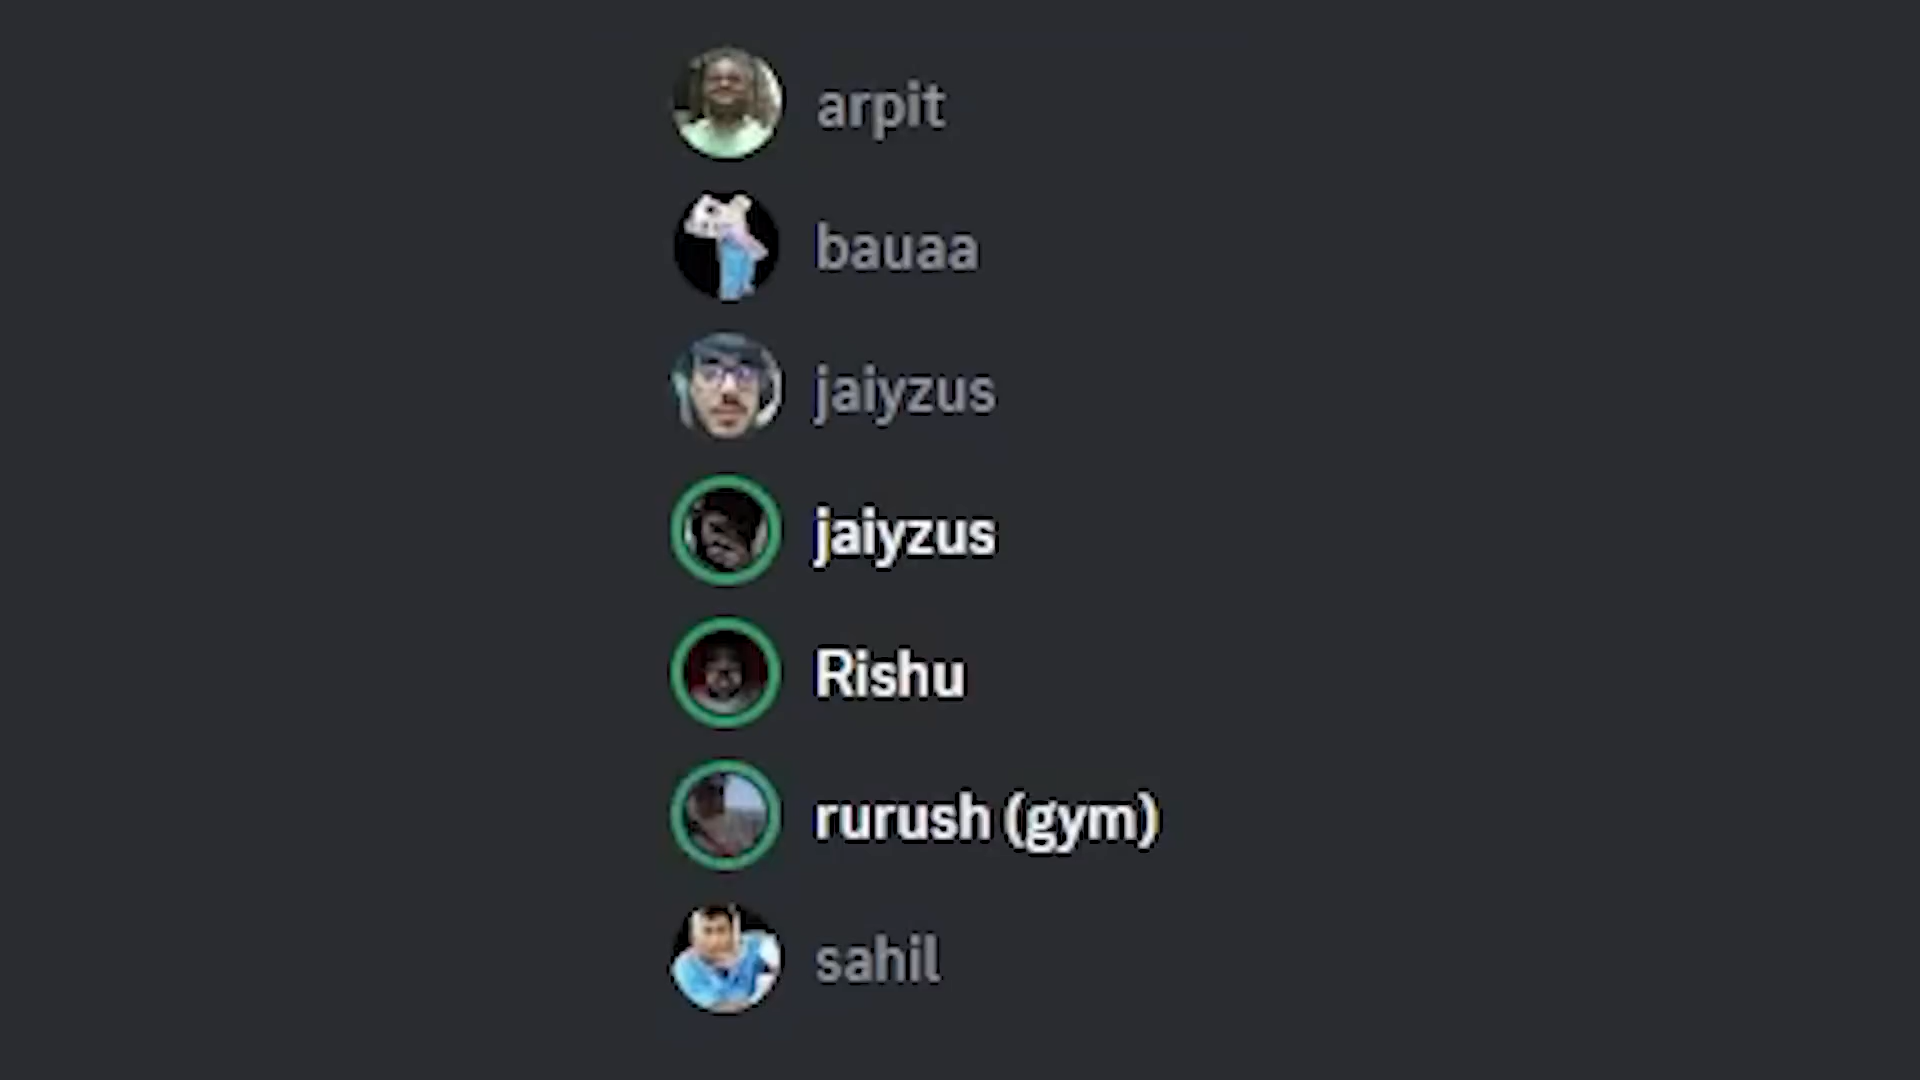 arpit
bauaa
jaiyzus
jaiyzus
Rishu
rurush (gym)
sahil